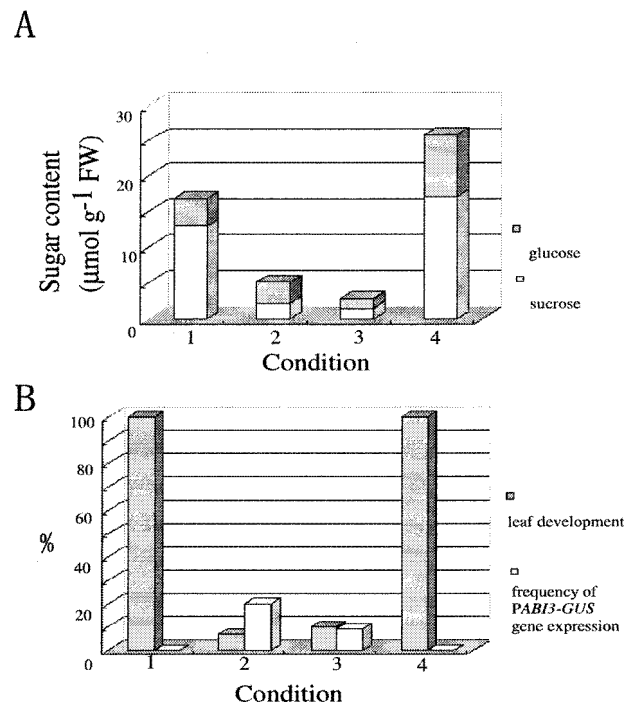 A
30
20
10
0
Sugar content
(µmol g-1 FW)
1 2 3 4
Condition
glucose
sucrose
B
100
80
60
40
20
0
%
1 2 3 4
Condition
leaf development
frequency of
PABI3-GUS
gene expression